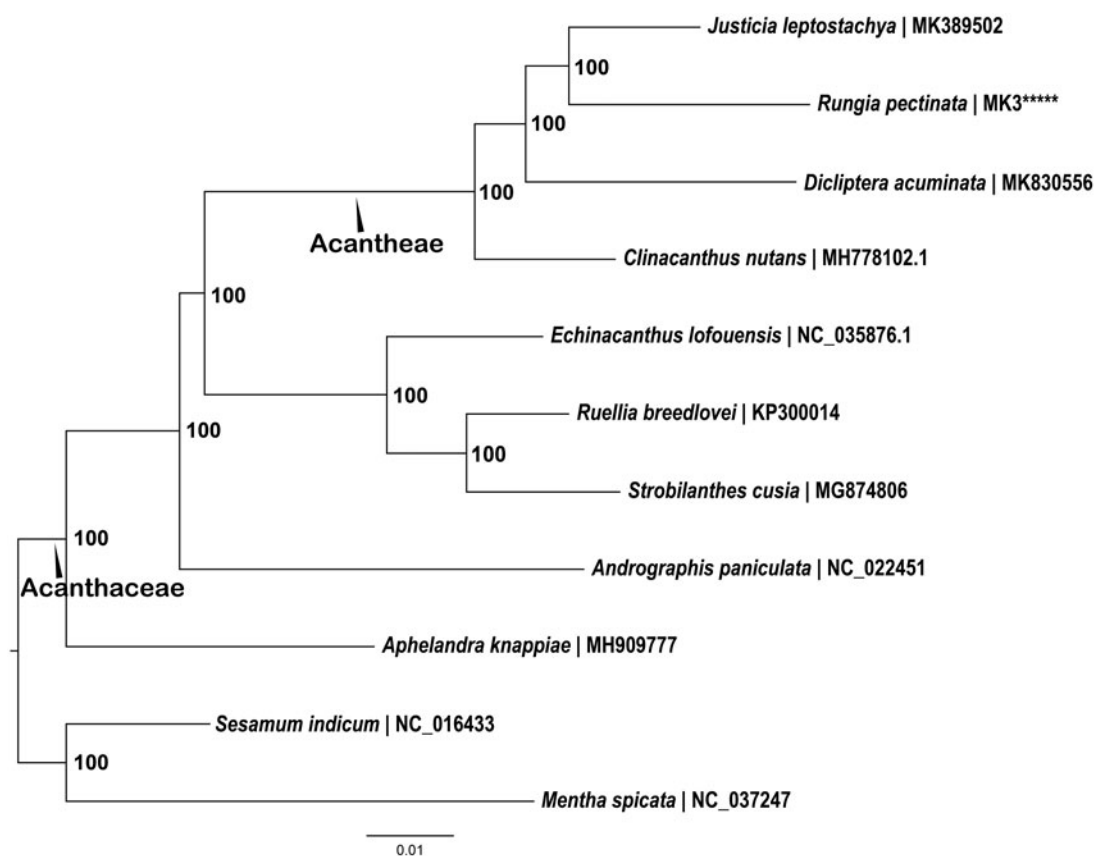 Justicia leptostachya | MK389502
100
Rungia pectinata | MK3*****
100
Dicliptera acuminata | MK830556
100
Acantheae
Clinacanthus nutans | MH778102.1
100
Echinacanthus lofouensis | NC_035876.1
100
Ruellia breedlovei | KP300014
100
100
Strobilanthes cusia | MG874806
100
Andrographis paniculata | NC_022451
Acanthaceae
Aphelandra knappiae | MH909777
Sesamum indicum | NC_016433
100
Mentha spicata | NC_037247
0.01